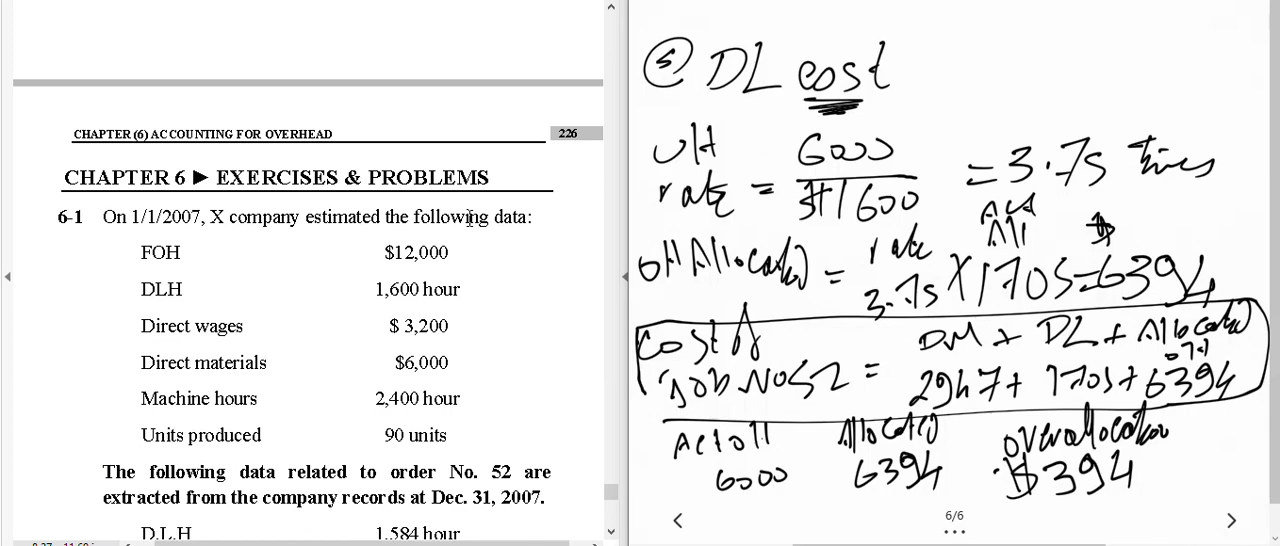 CHAPTER (6) ACCOUNTING FOR OVERHEAD 226
CHAPTER 6 ► EXERCISES & PROBLEMS
6-1 On 1/1/2007, X company estimated the following data:
FOH $12,000
DLH 1,600 hour
Direct wages $ 3,200
Direct materials $6,000
Machine hours 2,400 hour
Units produced 90 units
The following data related to order No. 52 are
extracted from the company records at Dec. 31, 2007.
D.L.H 1,584 hour
5 DL cost
6000
rate = 1600 = 3.75 times
rate Act All $
OH Allocated = 3.75 X 1705 = 6394
Cost of DM + DL + Allocated
Job No 52 = 2947 + 1705 + 6394
Act OH Allocated overallocation
6000 6394 $394
6/6